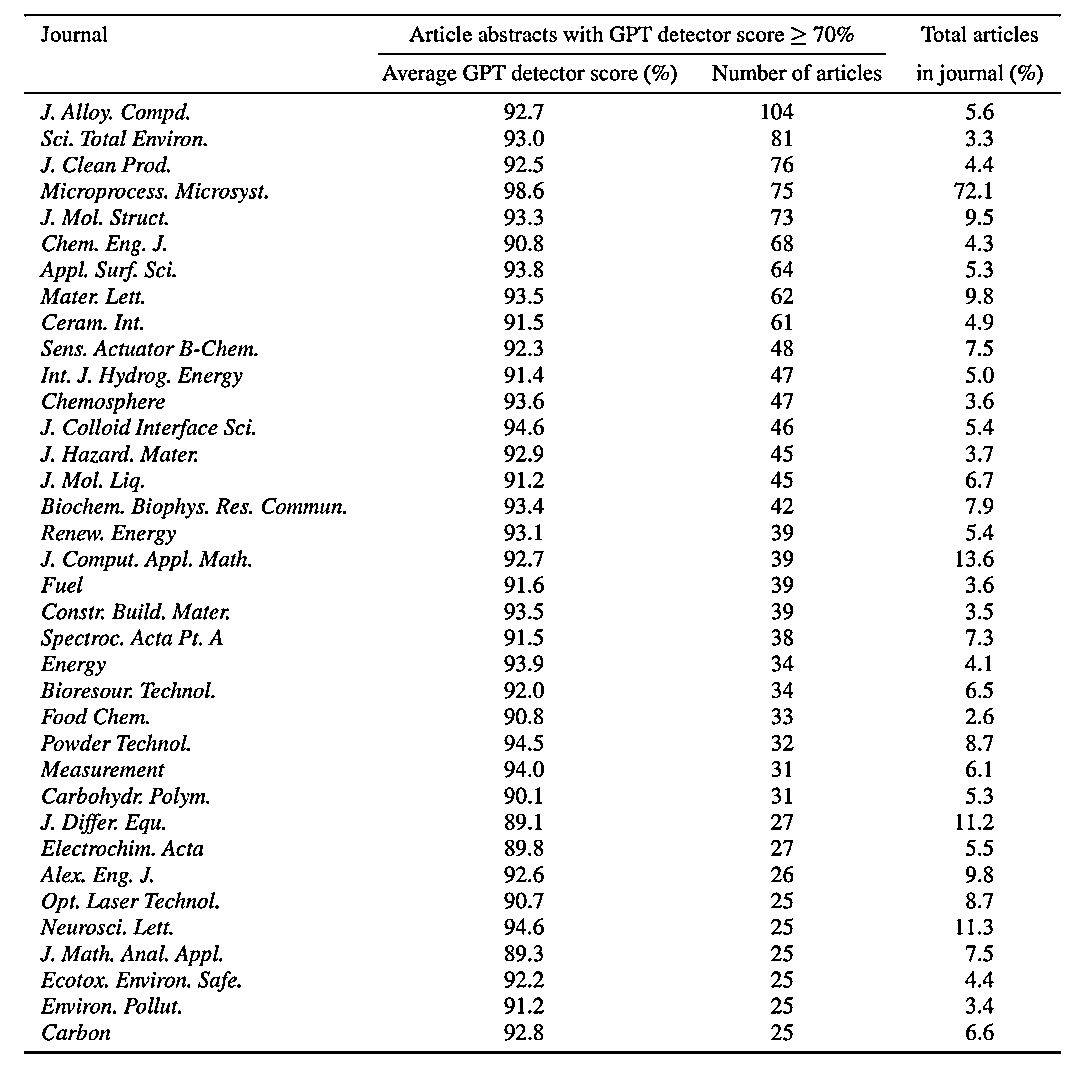 Journal Article abstracts with GPT detector score ≥ 70% Total articles
Average GPT detector score (%) Number of articles in journal (%)
J. Alloy. Compd. 92.7 104 5.6
Sci. Total Environ. 93.0 81 3.3
J. Clean Prod. 92.5 76 4.4
Microprocess. Microsyst. 98.6 75 72.1
J. Mol. Struct. 93.3 73 9.5
Chem. Eng. J. 90.8 68 4.3
Appl. Surf. Sci. 93.8 64 5.3
Mater. Lett. 93.5 62 9.8
Ceram. Int. 91.5 61 4.9
Sens. Actuator B-Chem. 92.3 48 7.5
Int. J. Hydrog. Energy 91.4 47 5.0
Chemosphere 93.6 47 3.6
J. Colloid Interface Sci. 94.6 46 5.4
J. Hazard. Mater. 92.9 45 3.7
J. Mol. Liq. 91.2 45 6.7
Biochem. Biophys. Res. Commun. 93.4 42 7.9
Renew. Energy 93.1 39 5.4
J. Comput. Appl. Math. 92.7 39 13.6
Fuel 91.6 39 3.6
Constr. Build. Mater. 93.5 39 3.5
Spectroc. Acta Pt. A 91.5 38 7.3
Energy 93.9 34 4.1
Bioresour. Technol. 92.0 34 6.5
Food Chem. 90.8 33 2.6
Powder Technol. 94.5 32 8.7
Measurement 94.0 31 6.1
Carbohydr. Polym. 90.1 31 5.3
J. Differ. Equ. 89.1 27 11.2
Electrochim. Acta 89.8 27 5.5
Alex. Eng. J. 92.6 26 9.8
Opt. Laser Technol. 90.7 25 8.7
Neurosci. Lett. 94.6 25 11.3
J. Math. Anal. Appl. 89.3 25 7.5
Ecotox. Environ. Safe. 92.2 25 4.4
Environ. Pollut. 91.2 25 3.4
Carbon 92.8 25 6.6